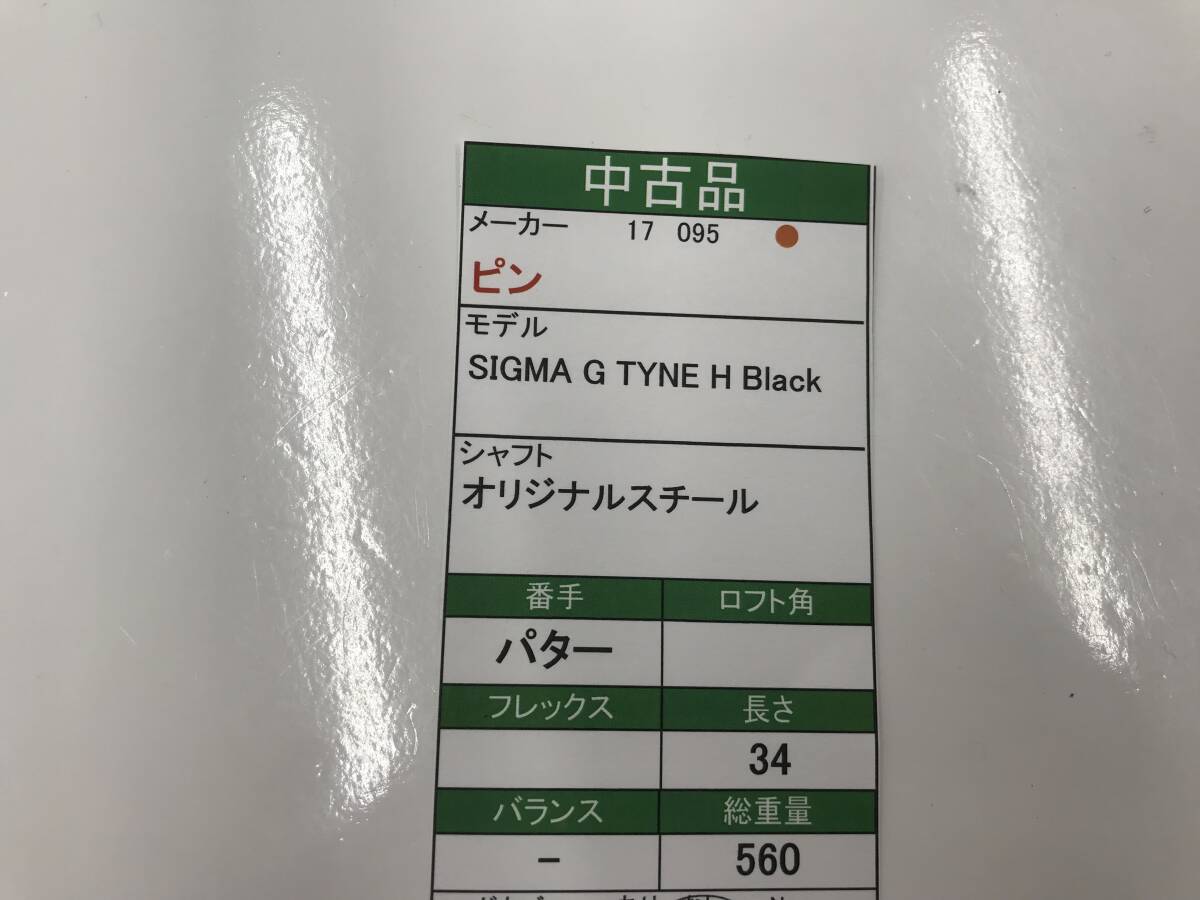 中古品
メーカー 17 095
ピン
モデル
SIGMA G TYNE H Black
シャフト
オリジナルスチール
番手 ロフト角
パター
フレックス 長さ
34
バランス 総重量
- 560